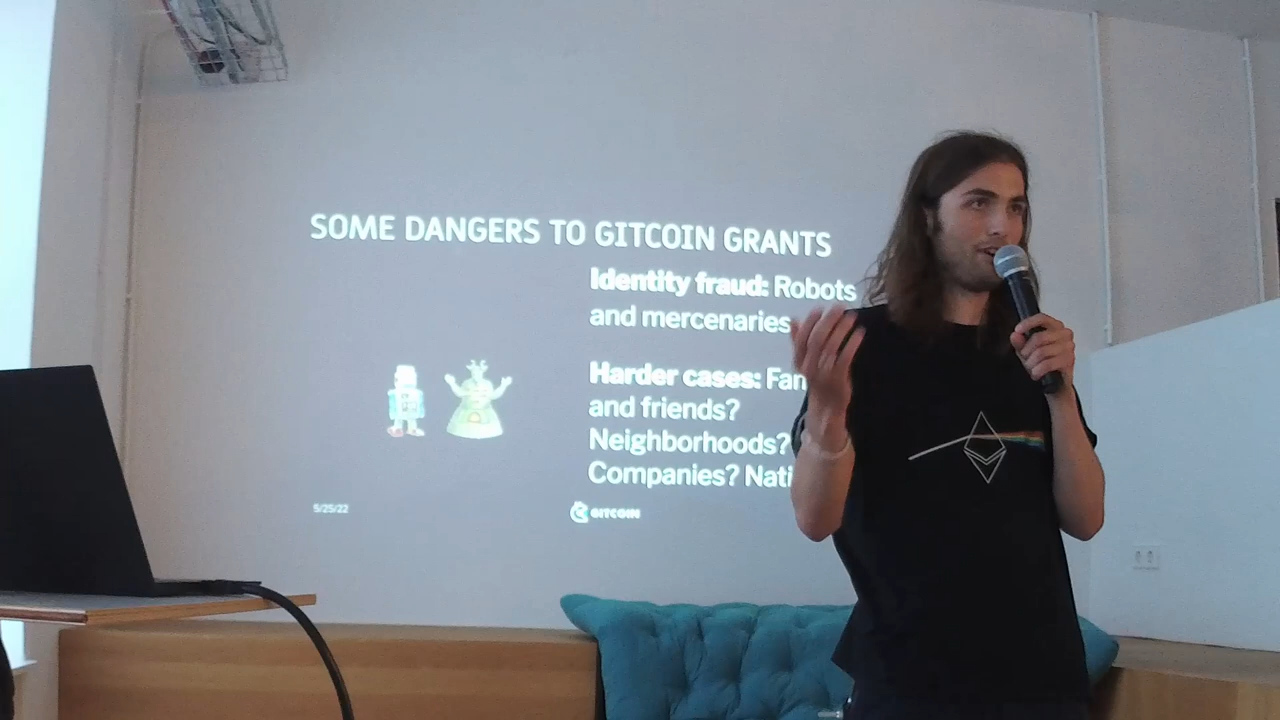 SOME DANGERS TO GITCOIN GRANTS
Identity fraud: Robots
and mercenaries
Harder cases:
and friends?
Neighborhoods?
Companies?
5/25/22
GITCOIN